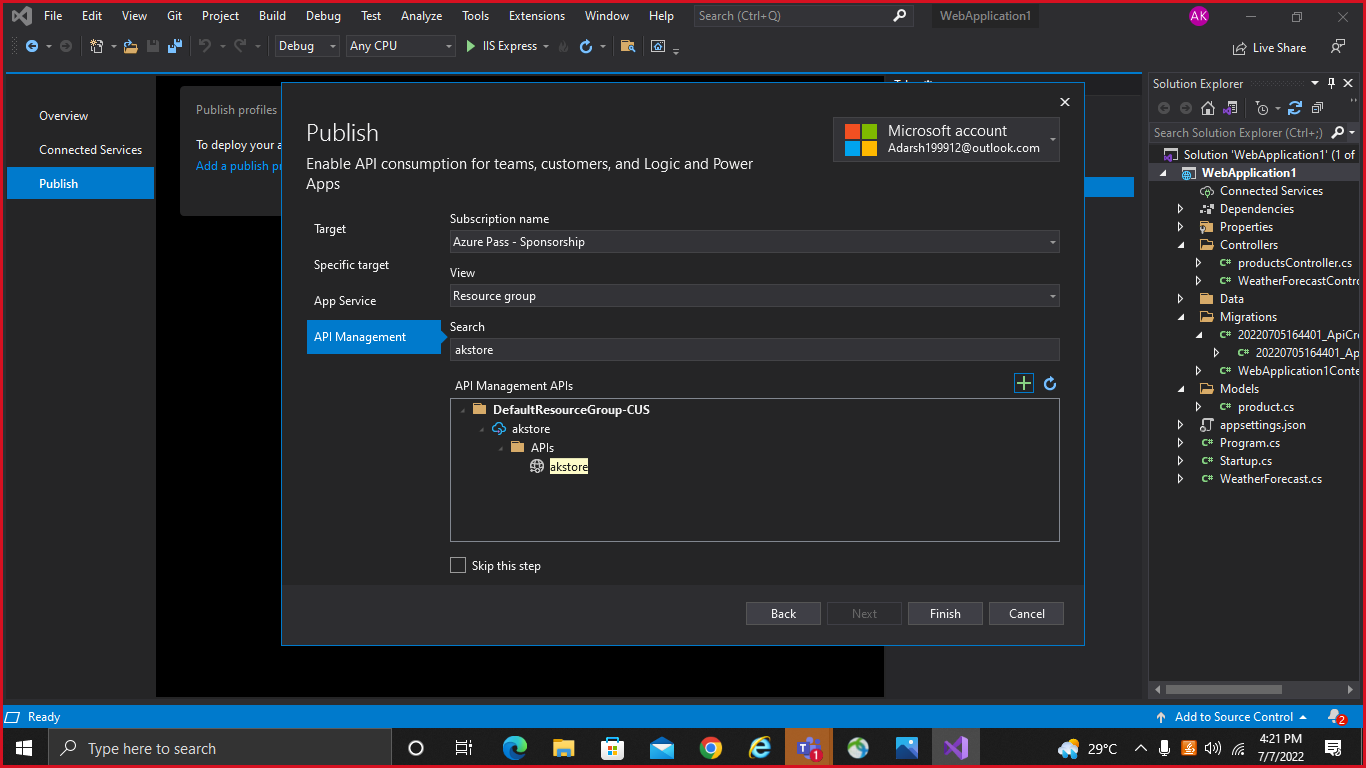 File Edit View Git Project Build Debug Test Analyze Tools Extensions Window Help Search (Ctrl+Q) WebApplication1 AK
Debug Any CPU IIS Express Live Share
Overview
Connected Services
Publish
Publish profiles
To deploy your a
Add a publish pr
Publish
Enable API consumption for teams, customers, and Logic and Power
Apps
Microsoft account
Adarsh199912@outlook.com
Target
Specific target
App Service
API Management
Subscription name
Azure Pass - Sponsorship
View
Resource group
Search
akstore
API Management APIs
DefaultResourceGroup-CUS
akstore
APIs
akstore
Skip this step
Back Next Finish Cancel
Solution Explorer
Search Solution Explorer (Ctrl+;)
Solution 'WebApplication1' (1 of
WebApplication1
Connected Services
Dependencies
Properties
Controllers
C# productsController.cs
C# WeatherForecastContro
Data
Migrations
C# 20220705164401_ApiCre
C# 20220705164401_Ap
C# WebApplication1Conte
Models
C# product.cs
appsettings.json
C# Program.cs
C# Startup.cs
C# WeatherForecast.cs
Ready Add to Source Control 2
Type here to search 1 29°C 4:21 PM
7/7/2022